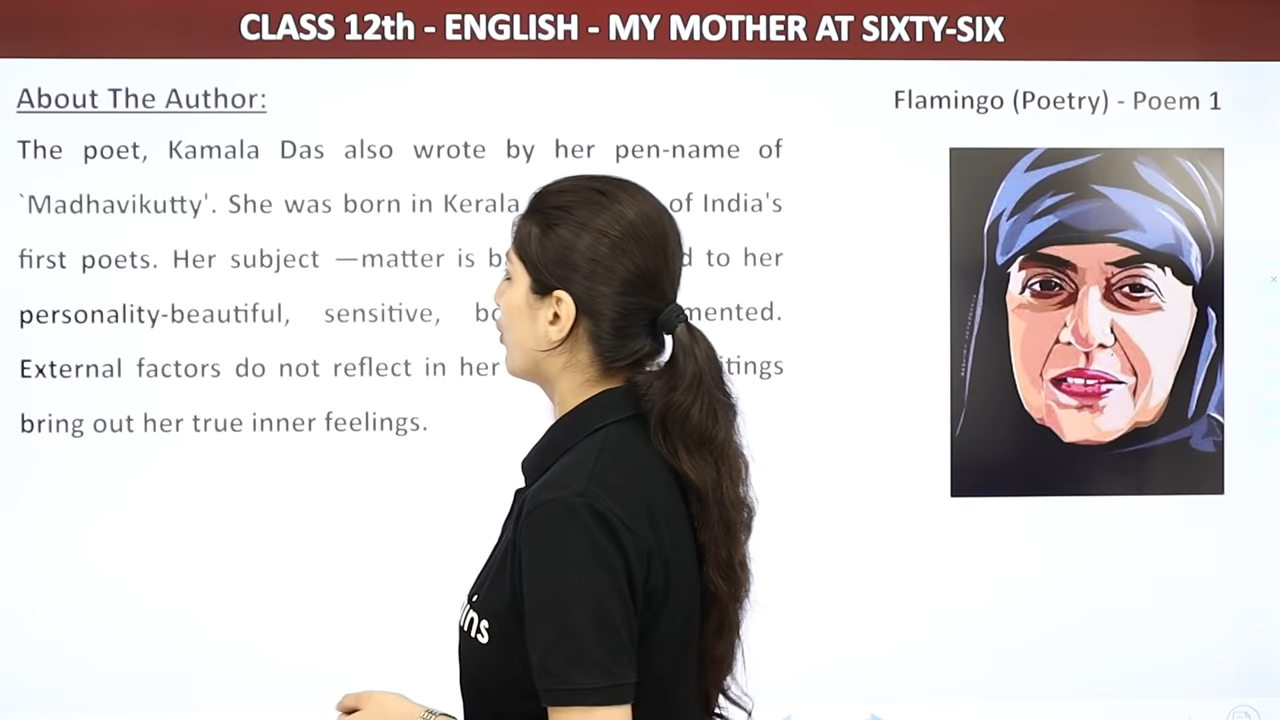 CLASS 12th - ENGLISH - MY MOTHER AT SIXTY-SIX
About The Author:
Flamingo (Poetry) - Poem 1
The poet, Kamala Das also wrote by her pen-name of
`Madhavikutty'. She was born in Kerala of India's
first poets. Her subject —matter is to her
personality-beautiful, sensitive,
External factors do not reflect in her
bring out her true inner feelings.